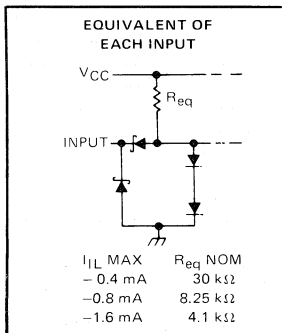 EQUIVALENT OF
EACH INPUT
VCC
Req
INPUT
IIL MAX Req NOM
−0.4 mA 30 kΩ
−0.8 mA 8.25 kΩ
−1.6 mA 4.1 kΩ